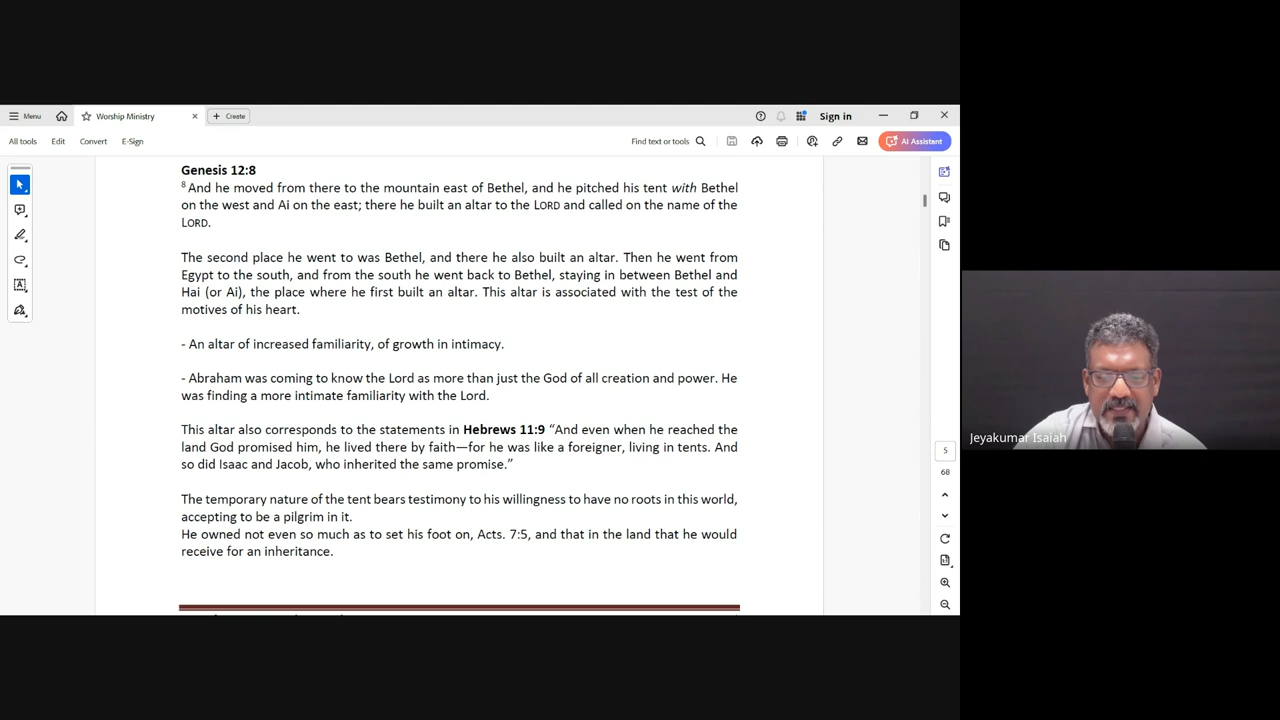 Worship Ministry
Create
Sign in
Menu
All tools
Edit
Convert
E-Sign
Find text or tools
AI Assistant
Genesis 12:8
8 And he moved from there to the mountain east of Bethel, and he pitched his tent with Bethel
on the west and Ai on the east; there he built an altar to the LORD and called on the name of the
LORD.
The second place he went to was Bethel, and there he also built an altar. Then he went from
Egypt to the south, and from the south he went back to Bethel, staying in between Bethel and
Hai (or Ai), the place where he first built an altar. This altar is associated with the test of the
motives of his heart.
- An altar of increased familiarity, of growth in intimacy.
- Abraham was coming to know the Lord as more than just the God of all creation and power. He
was finding a more intimate familiarity with the Lord.
This altar also corresponds to the statements in Hebrews 11:9 “And even when he reached the
land God promised him, he lived there by faith—for he was like a foreigner, living in tents. And
so did Isaac and Jacob, who inherited the same promise.”
The temporary nature of the tent bears testimony to his willingness to have no roots in this world,
accepting to be a pilgrim in it.
He owned not even so much as to set his foot on, Acts. 7:5, and that in the land that he would
receive for an inheritance.
5
68
Jeyakumar Isaiah